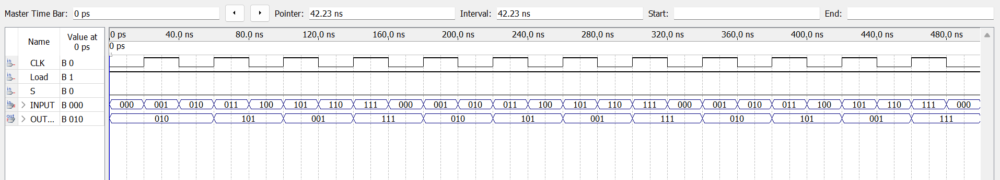 Master Time Bar: 0 ps Pointer: 42.23 ns Interval: 42.23 ns Start: End:
Name Value at 0 ps 0 ps 40.0 ns 80.0 ns 120.0 ns 160.0 ns 200.0 ns 240.0 ns 280.0 ns 320.0 ns 360.0 ns 400.0 ns 440.0 ns 480.0 ns
0 ps
in CLK B 0
in Load B 1
in S B 0
in INPUT B 000 000 001 010 011 100 101 110 111 000 001 010 011 100 101 110 111 000 001 010 011 100 101 110 111 000
out OUT... B 010 010 101 001 111 010 101 001 111 010 101 001 111